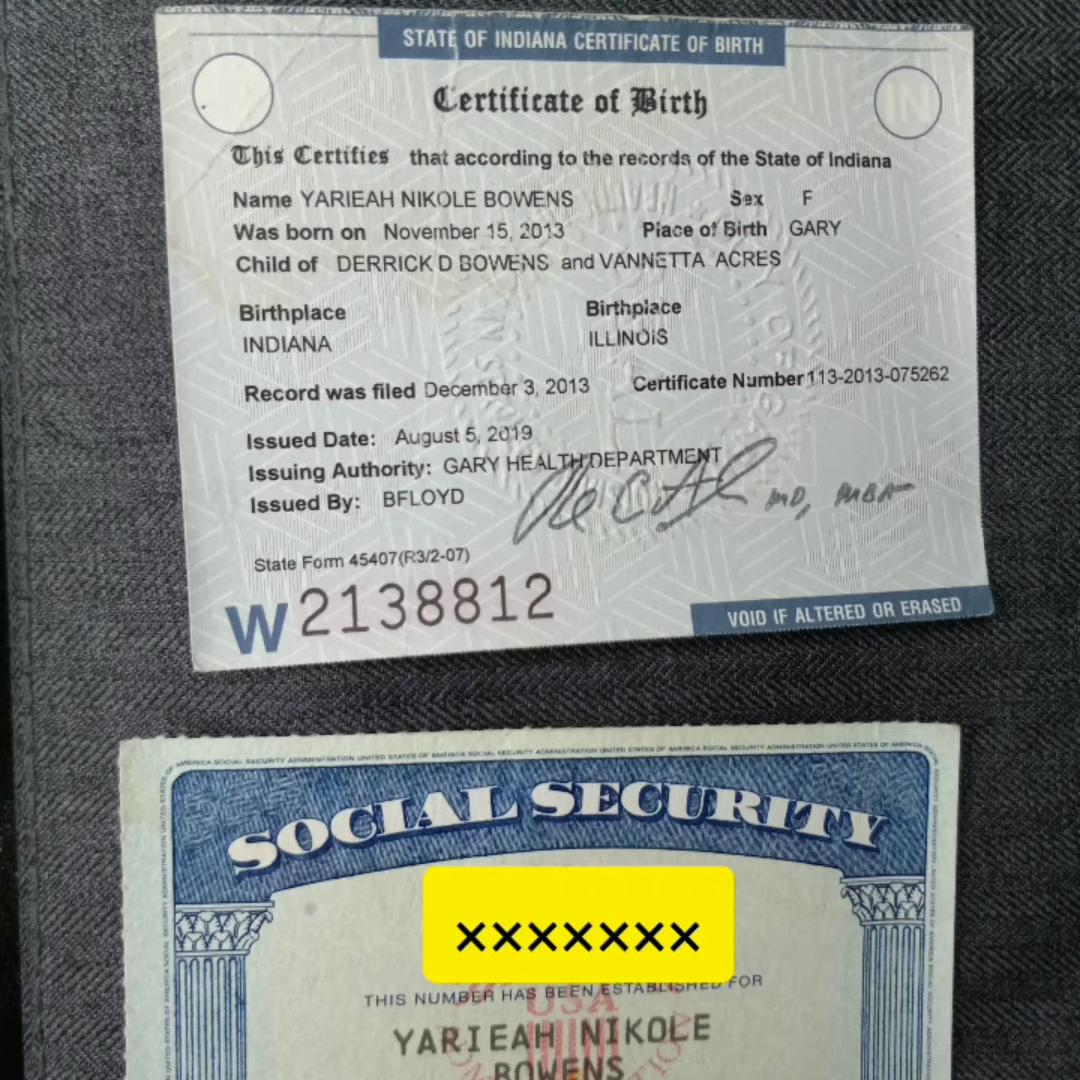 STATE OF INDIANA CERTIFICATE OF BIRTH
Certificate of Birth
This Certifies that according to the records of the State of Indiana
Name YARIEAH NIKOLE BOWENS Sex F
Was born on November 15, 2013 Place of Birth GARY
Child of DERRICK D BOWENS and VANNETTA ACRES
Birthplace Birthplace
INDIANA ILLINOIS
Record was filed December 3, 2013 Certificate Number 113-2013-075262
Issued Date: August 5, 2019
Issuing Authority: GARY HEALTH DEPARTMENT
Issued By: BFLOYD
MD, MBA
State Form 45407(R3/2-07)
W2138812
VOID IF ALTERED OR ERASED
SOCIAL SECURITY
×××××××
THIS NUMBER HAS BEEN ESTABLISHED FOR
USA
YARIEAH NIKOLE
BOWENS